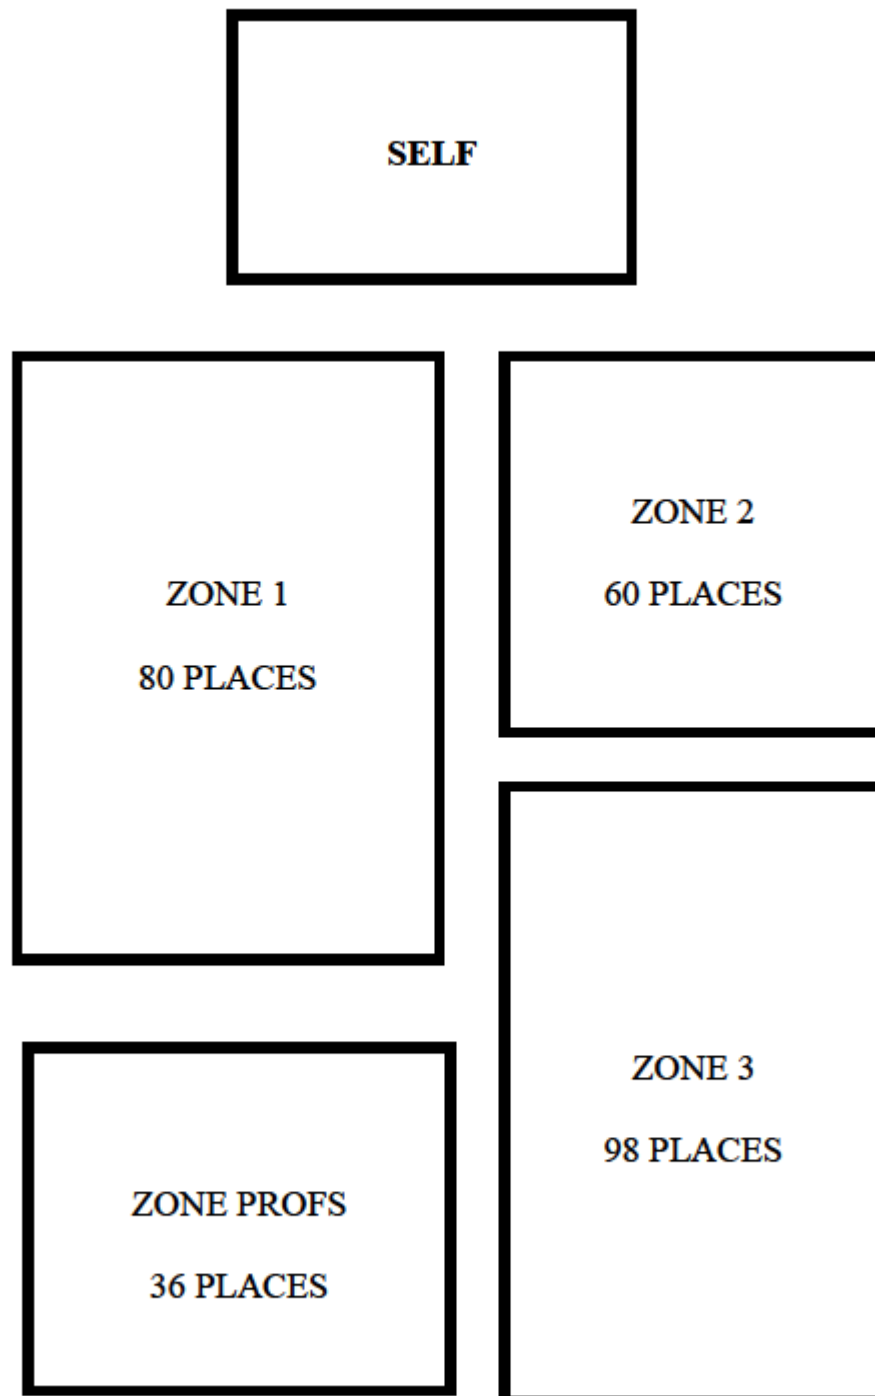 SELF
ZONE 1
80 PLACES
ZONE 2
60 PLACES
ZONE PROFS
36 PLACES
ZONE 3
98 PLACES